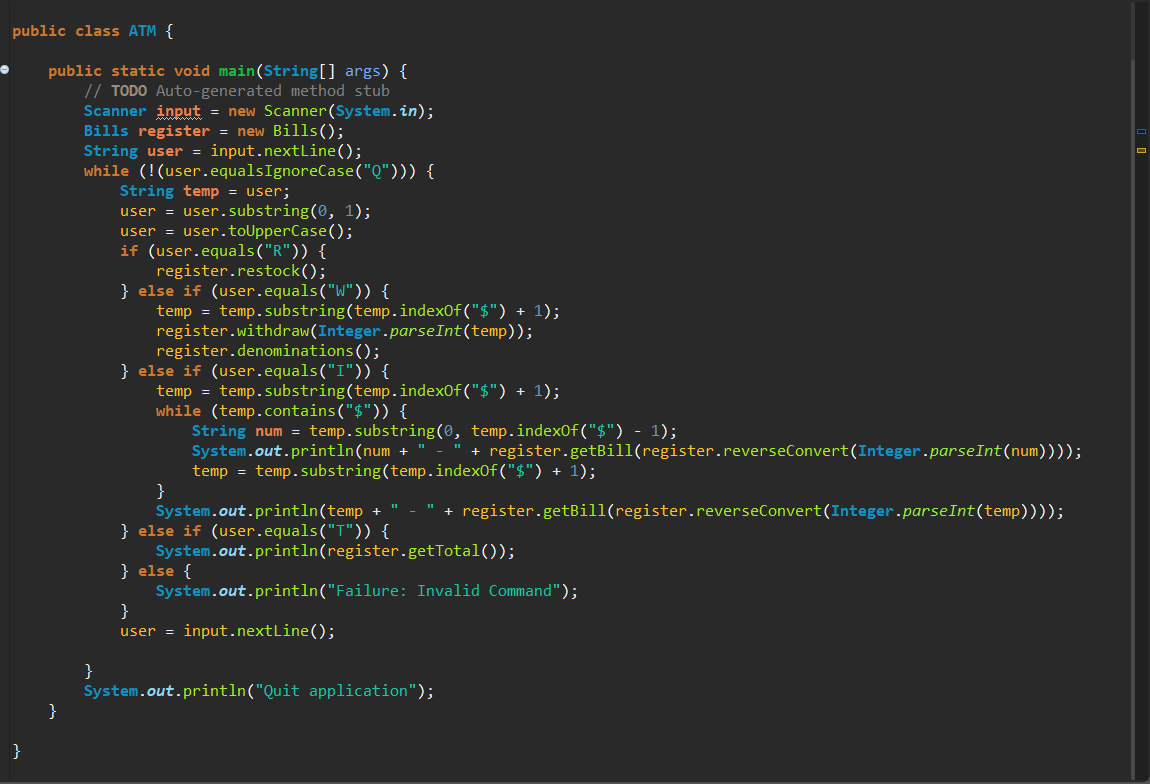 public class ATM {
public static void main(String[] args) {
// TODO Auto-generated method stub
Scanner input = new Scanner(System.in);
Bills register = new Bills();
String user = input.nextLine();
while (!(user.equalsIgnoreCase("Q"))) {
String temp = user;
user = user.substring(0, 1);
user = user.toUpperCase();
if (user.equals("R")) {
register.restock();
} else if (user.equals("W")) {
temp = temp.substring(temp.indexOf("$") + 1);
register.withdraw(Integer.parseInt(temp));
register.denominations();
} else if (user.equals("I")) {
temp = temp.substring(temp.indexOf("$") + 1);
while (temp.contains("$")) {
String num = temp.substring(0, temp.indexOf("$") - 1);
System.out.println(num + " - " + register.getBill(register.reverseConvert(Integer.parseInt(num))));
temp = temp.substring(temp.indexOf("$") + 1);
}
System.out.println(temp + " - " + register.getBill(register.reverseConvert(Integer.parseInt(temp))));
} else if (user.equals("T")) {
System.out.println(register.getTotal());
} else {
System.out.println("Failure: Invalid Command");
}
user = input.nextLine();
}
System.out.println("Quit application");
}
}